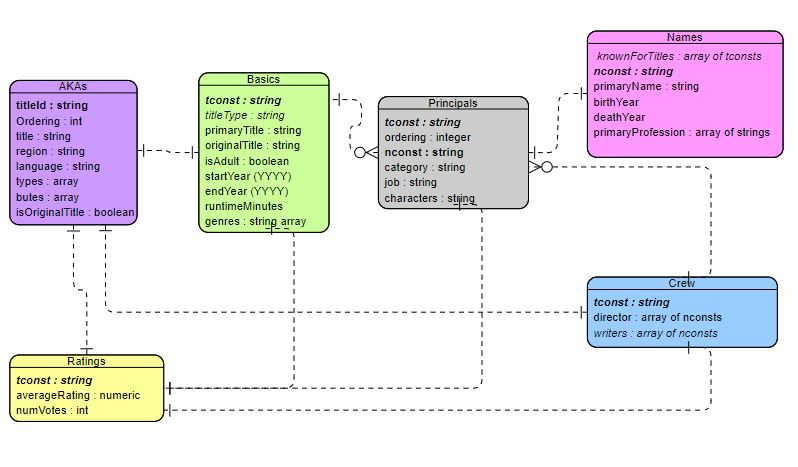 AKAs
titleId : string
Ordering : int
title : string
region : string
language : string
types : array
butes : array
isOriginalTitle : boolean
Basics
tconst : string
titleType : string
primaryTitle : string
originalTitle : string
isAdult : boolean
startYear (YYYY)
endYear (YYYY)
runtimeMinutes
genres : string array
Principals
tconst : string
ordering : integer
nconst : string
category : string
job : string
characters : string
Names
knownForTitles : array of tconsts
nconst : string
primaryName : string
birthYear
deathYear
primaryProfession : array of strings
Crew
tconst : string
director : array of nconsts
writers : array of nconsts
Ratings
tconst : string
averageRating : numeric
numVotes : int